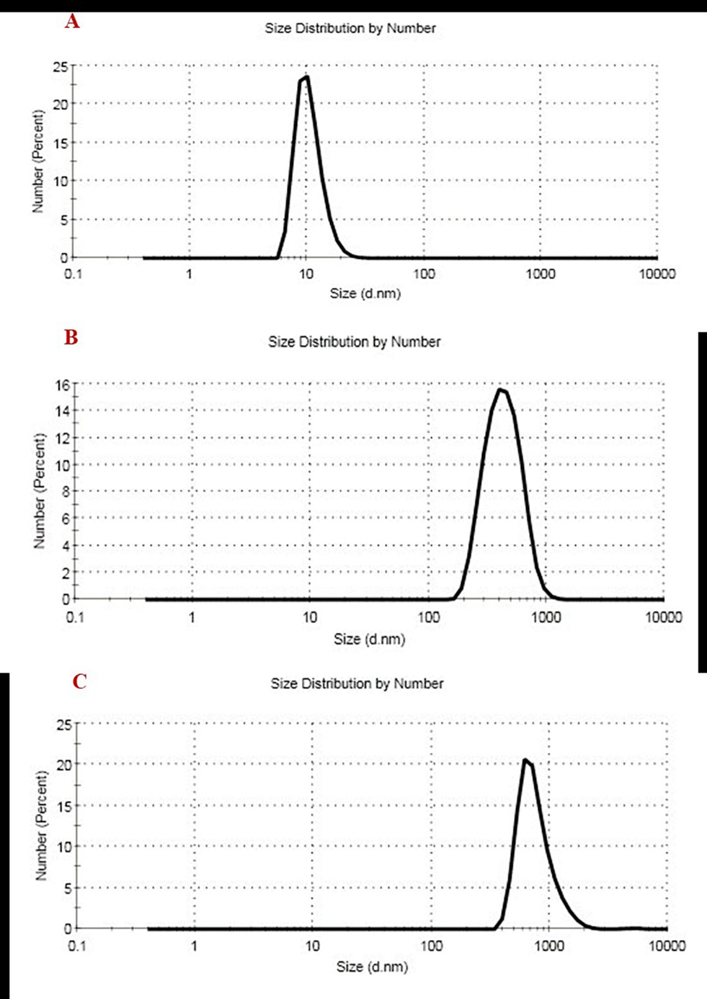 A
Size Distribution by Number
25
20
15
10
5
0
Number (Percent)
0.1 1 10 100 1000 10000
Size (d.nm)
B
Size Distribution by Number
16
14
12
10
8
6
4
2
0
Number (Percent)
0.1 1 10 100 1000 10000
Size (d.nm)
C
Size Distribution by Number
25
20
15
10
5
0
Number (Percent)
0.1 1 10 100 1000 10000
Size (d.nm)